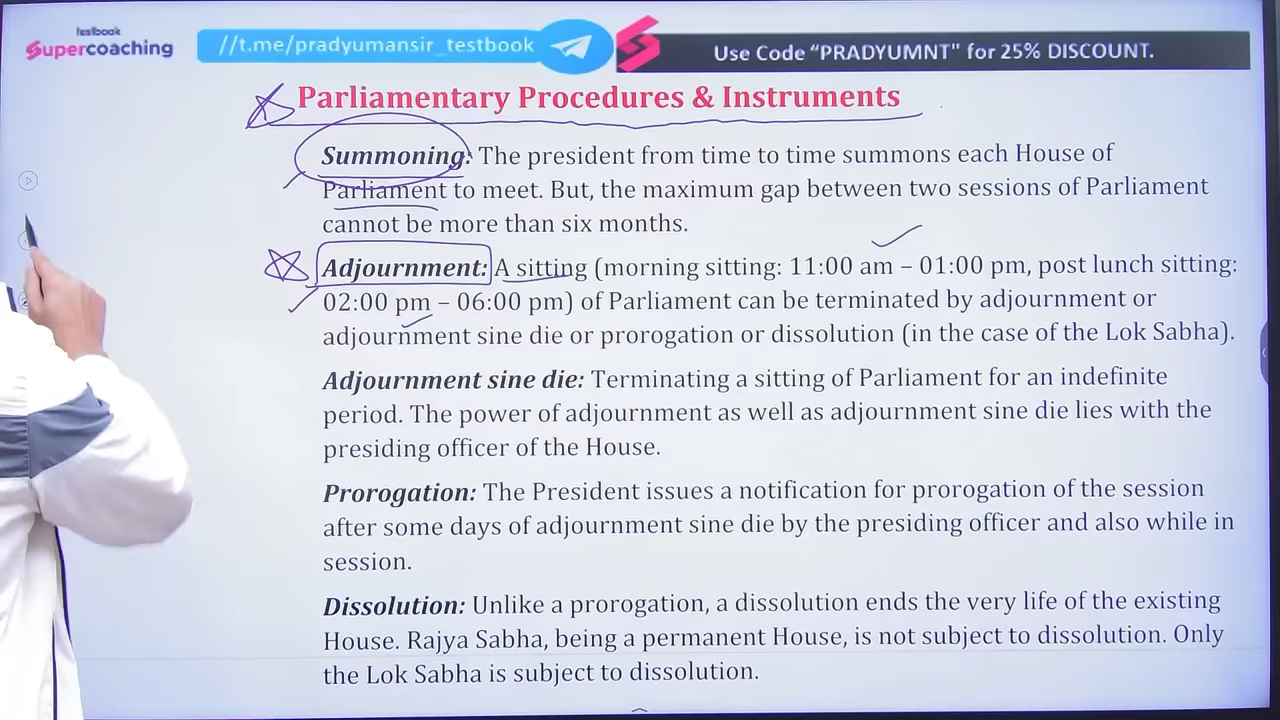 testbook
Supercoaching
//t.me/pradyumansir_testbook
Use Code “PRADYUMNT" for 25% DISCOUNT.
Parliamentary Procedures & Instruments
Summoning: The president from time to time summons each House of
Parliament to meet. But, the maximum gap between two sessions of Parliament
cannot be more than six months.
Adjournment: A sitting (morning sitting: 11:00 am – 01:00 pm, post lunch sitting:
02:00 pm – 06:00 pm) of Parliament can be terminated by adjournment or
adjournment sine die or prorogation or dissolution (in the case of the Lok Sabha).
Adjournment sine die: Terminating a sitting of Parliament for an indefinite
period. The power of adjournment as well as adjournment sine die lies with the
presiding officer of the House.
Prorogation: The President issues a notification for prorogation of the session
after some days of adjournment sine die by the presiding officer and also while in
session.
Dissolution: Unlike a prorogation, a dissolution ends the very life of the existing
House. Rajya Sabha, being a permanent House, is not subject to dissolution. Only
the Lok Sabha is subject to dissolution.